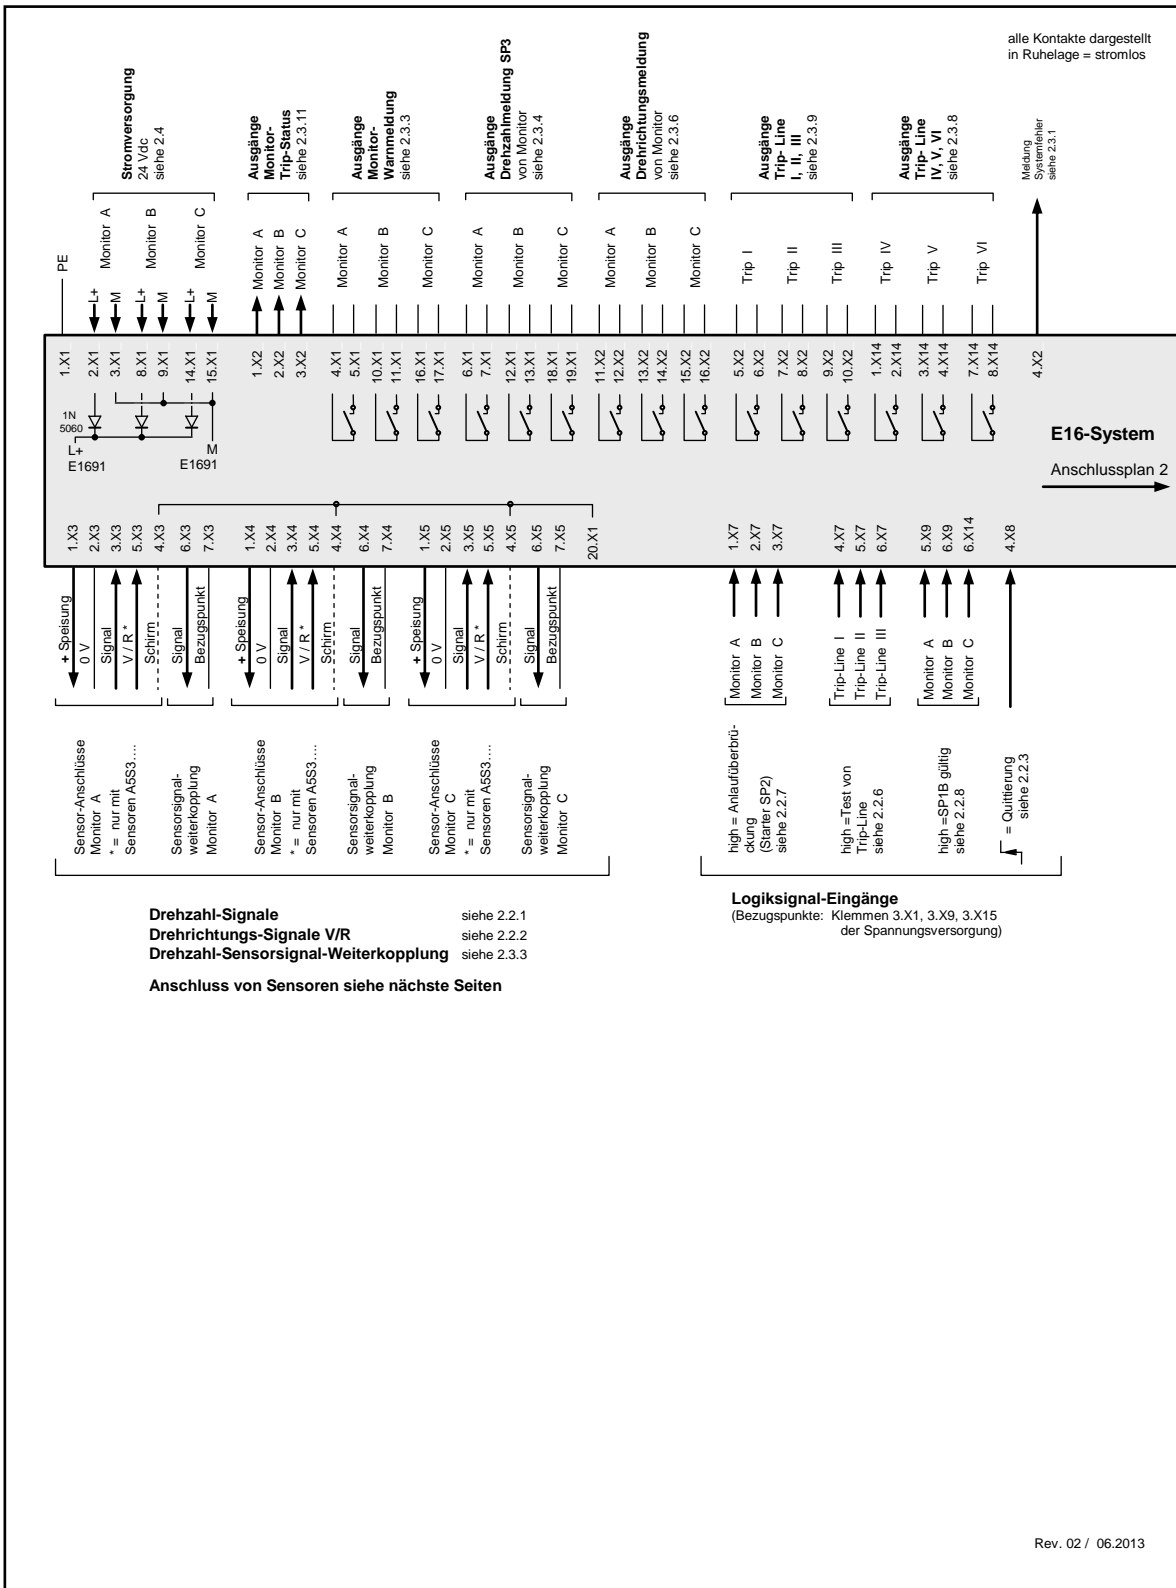 alle Kontakte dargestellt
in Ruhelage = stromlos
Stromversorgung
24 Vdc
siehe 2.4
Ausgänge
Monitor-
Trip-Status
siehe 2.3.11
Ausgänge
Monitor-
Warnmeldung
siehe 2.3.3
Ausgänge
Drehzahlmeldung SP3
von Monitor
siehe 2.3.4
Ausgänge
Drehrichtungsmeldung
von Monitor
siehe 2.3.6
Ausgänge
Trip- Line
I, II, III
siehe 2.3.9
Ausgänge
Trip- Line
IV, V, VI
siehe 2.3.8
Meldung
Systemfehler
siehe 2.3.1
PE
L+
Monitor A
M
L+
Monitor B
M
L+
Monitor C
M
Monitor A
Monitor B
Monitor C
Monitor A
Monitor B
Monitor C
Monitor A
Monitor B
Monitor C
Monitor A
Monitor B
Monitor C
Trip I
Trip II
Trip III
Trip IV
Trip V
Trip VI
1.X1
2.X1
3.X1
8.X1
9.X1
14.X1
15.X1
1.X2
2.X2
3.X2
4.X1
5.X1
10.X1
11.X1
16.X1
17.X1
6.X1
7.X1
12.X1
13.X1
18.X1
19.X1
11.X2
12.X2
13.X2
14.X2
15.X2
16.X2
5.X2
6.X2
7.X2
8.X2
9.X2
10.X2
1.X14
2.X14
3.X14
4.X14
7.X14
8.X14
4.X2
1N
5060
L+
E1691
M
E1691
E16-System
Anschlussplan 2
1.X3
2.X3
3.X3
5.X3
4.X3
6.X3
7.X3
1.X4
2.X4
3.X4
5.X4
4.X4
6.X4
7.X4
1.X5
2.X5
3.X5
5.X5
4.X5
6.X5
7.X5
20.X1
1.X7
2.X7
3.X7
4.X7
5.X7
6.X7
5.X9
6.X9
6.X14
4.X8
+ Speisung
0 V
Signal
V / R *
Schirm
Signal
Bezugspunkt
+ Speisung
0 V
Signal
V / R *
Schirm
Signal
Bezugspunkt
+ Speisung
0 V
Signal
V / R *
Schirm
Signal
Bezugspunkt
Monitor A
Monitor B
Monitor C
Trip-Line I
Trip-Line II
Trip-Line III
Monitor A
Monitor B
Monitor C
Sensor-Anschlüsse
Monitor A
* = nur mit
Sensoren A5S3....
Sensorsignal-
weiterkopplung
Monitor A
Sensor-Anschlüsse
Monitor B
* = nur mit
Sensoren A5S3....
Sensorsignal-
weiterkopplung
Monitor B
Sensor-Anschlüsse
Monitor C
* = nur mit
Sensoren A5S3....
Sensorsignal-
weiterkopplung
Monitor C
high = Anlaufüberbrü-
ckung
(Starter SP2)
siehe 2.2.7
high =Test von
Trip-Line
siehe 2.2.6
high =SP1B gültig
siehe 2.2.8
= Quittierung
siehe 2.2.3
Drehzahl-Signale siehe 2.2.1
Drehrichtungs-Signale V/R siehe 2.2.2
Drehzahl-Sensorsignal-Weiterkopplung siehe 2.3.3
Anschluss von Sensoren siehe nächste Seiten
Logiksignal-Eingänge
(Bezugspunkte: Klemmen 3.X1, 3.X9, 3.X15
der Spannungsversorgung)
Rev. 02 / 06.2013